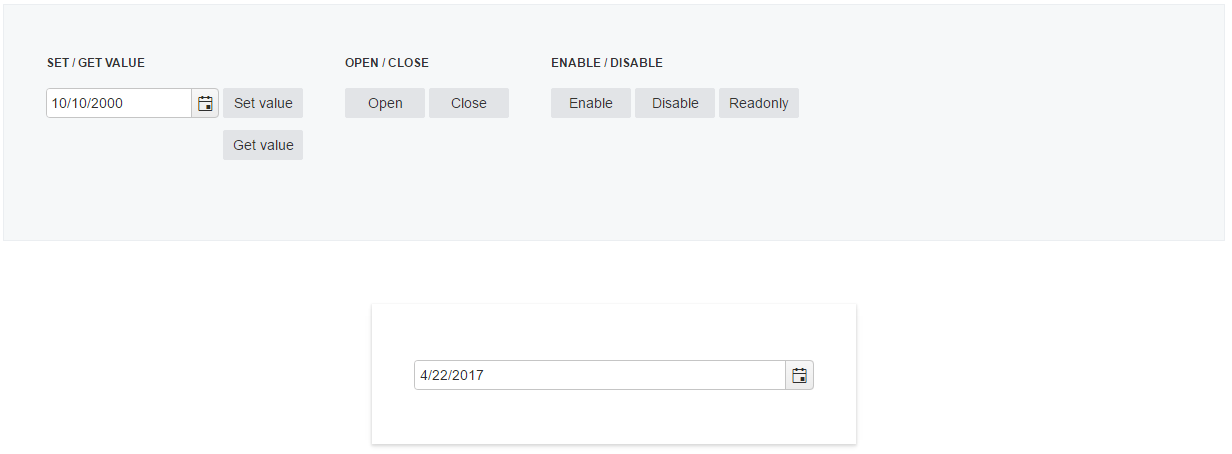 SET / GET VALUE
OPEN / CLOSE
ENABLE / DISABLE
10/10/2000
Set value
Open
Close
Enable
Disable
Readonly
Get value
4/22/2017